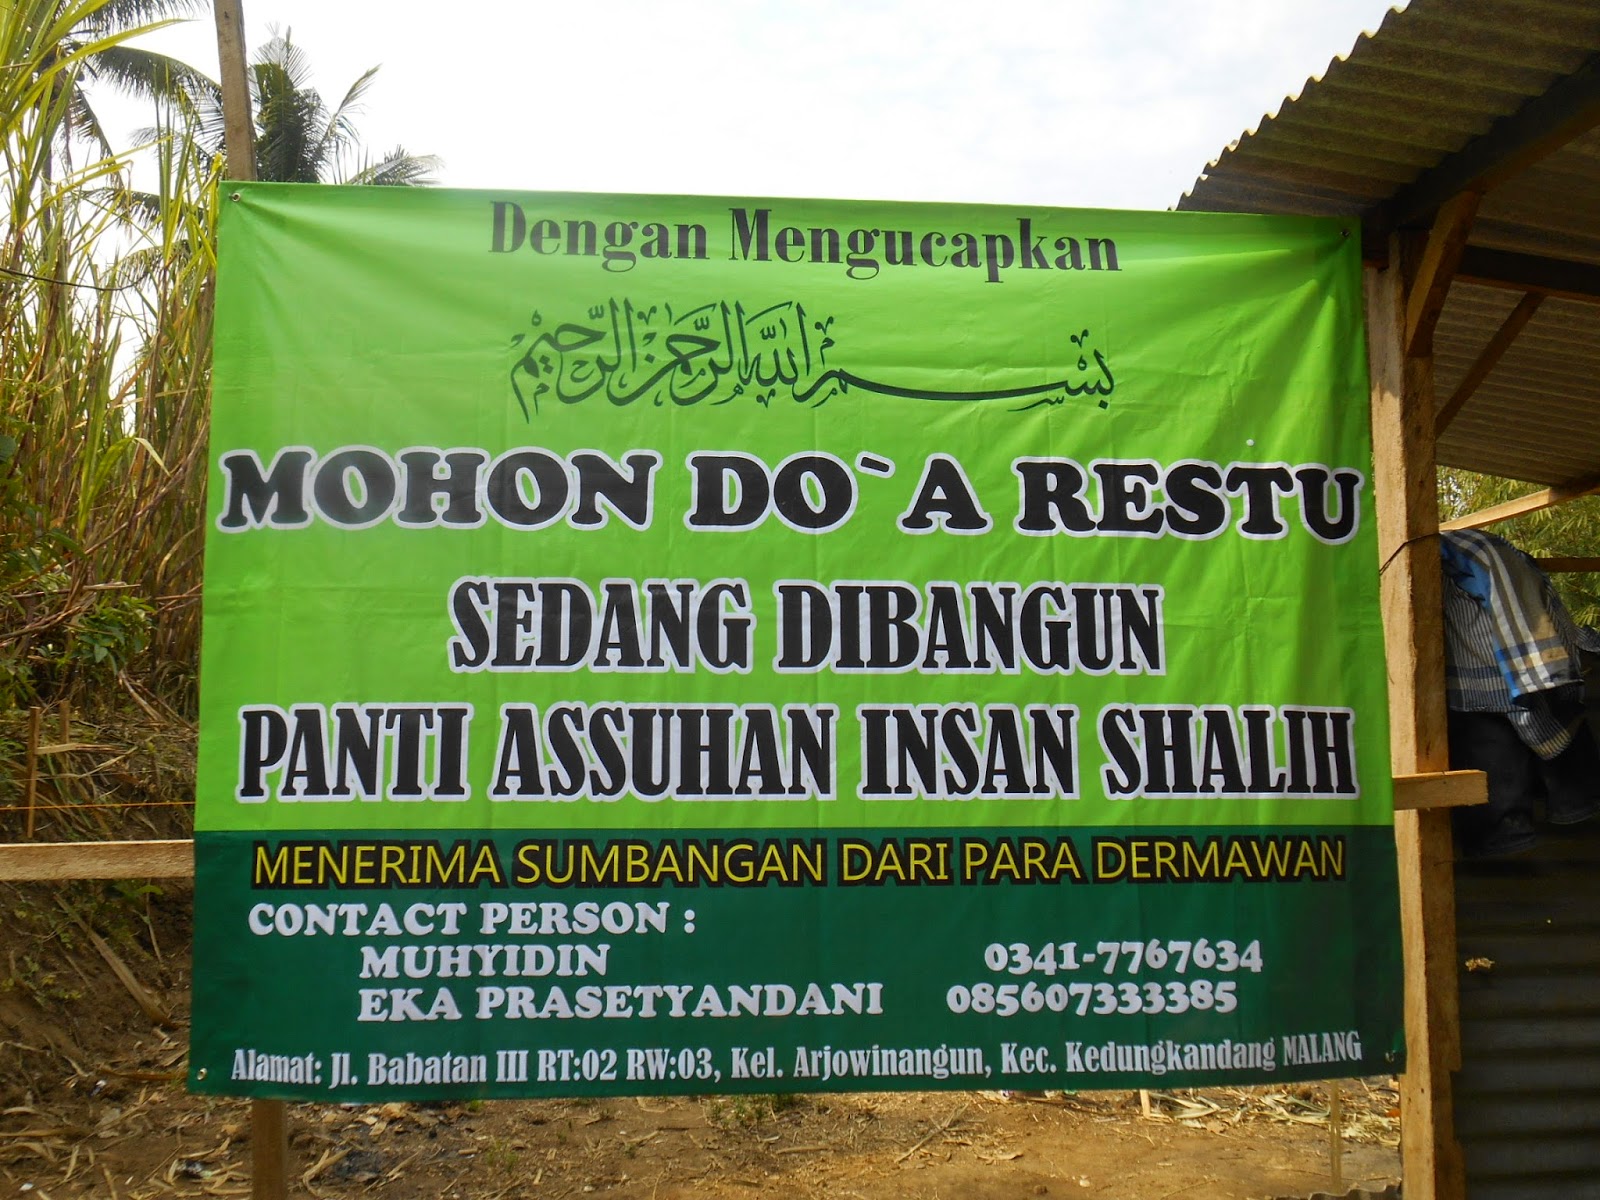 Dengan Mengucapkan
بسم الله الرحمن الرحيم
MOHON DO`A RESTU
SEDANG DIBANGUN
PANTI ASSUHAN INSAN SHALIH
MENERIMA SUMBANGAN DARI PARA DERMAWAN
CONTACT PERSON :
MUHYIDIN 0341-7767634
EKA PRASETYANDANI 085607333385
Alamat: Jl. Babatan III RT:02 RW:03, Kel. Arjowinangun, Kec. Kedungkandang MALANG